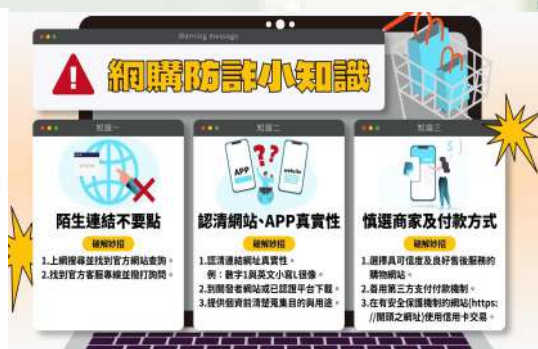 Warning message
網購防詐小知識
知識一
陌生連結不要點
破解妙招
1.上網搜尋並找到官方網站查詢。
2.找到官方客服專線並撥打詢問。
知識二
APP
website
認清網站、APP真實性
破解妙招
1.認清連結網址真實性。
例：數字1與英文小寫L很像。
2.到開發者網站或已認證平台下載。
3.提供個資前清楚蒐集目的與用途。
知識三
慎選商家及付款方式
破解妙招
1.選擇具可信度及良好售後服務的
購物網站。
2.善用第三方支付付款機制。
3.在有安全保護機制的網站(https:
//開頭之網址)使用信用卡交易。